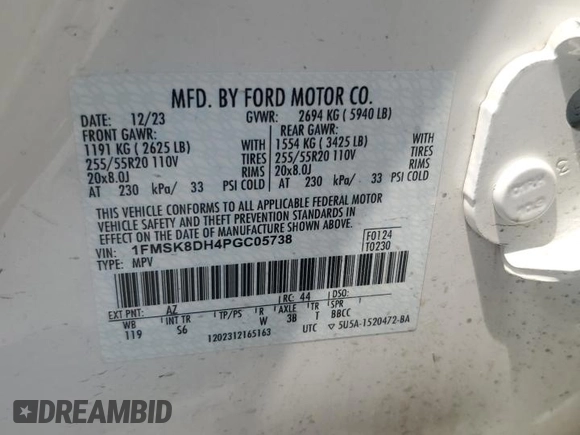 MFD. BY FORD MOTOR CO.
DATE: 12/23 GVWR: 2694 KG ( 5940 LB)
FRONT GAWR: REAR GAWR:
1191 KG ( 2625 LB) WITH 1554 KG ( 3425 LB) WITH
255/55R20 110V TIRES 255/55R20 110V TIRES
20x8.0J RIMS 20x8.0J RIMS
AT 230 kPa/ 33 PSI COLD AT 230 kPa/ 33 PSI COLD
THIS VEHICLE CONFORMS TO ALL APPLICABLE FEDERAL MOTOR
VEHICLE SAFETY AND THEFT PREVENTION STANDARDS IN
EFFECT ON THE DATE OF MANUFACTURE SHOWN ABOVE.
VIN: 1FMSK8DH4PGC05738 F0124
TYPE: MPV T0230
EXT PNT: AZ RC: 44
WB INT TR TP/PS R AXLE TR SPR
119 S6 W 3B T BBCC
1202312165163 UTC ▽5U5A-1520472-BA
DREAMBID